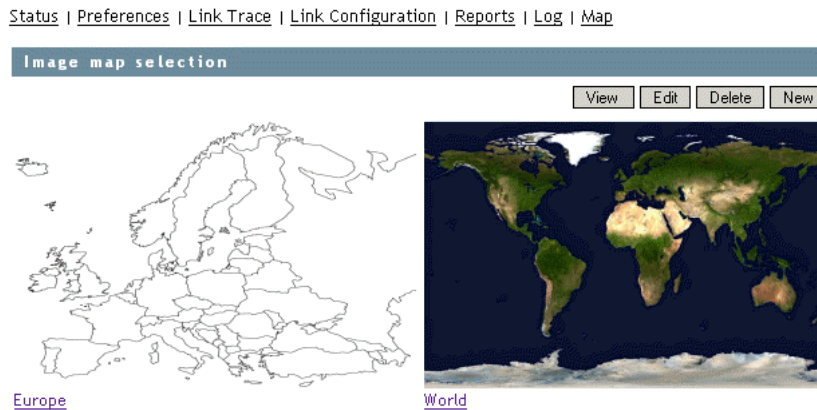 Status | Preferences | Link Trace | Link Configuration | Reports | Log | Map
Image map selection
View Edit Delete New
Europe World